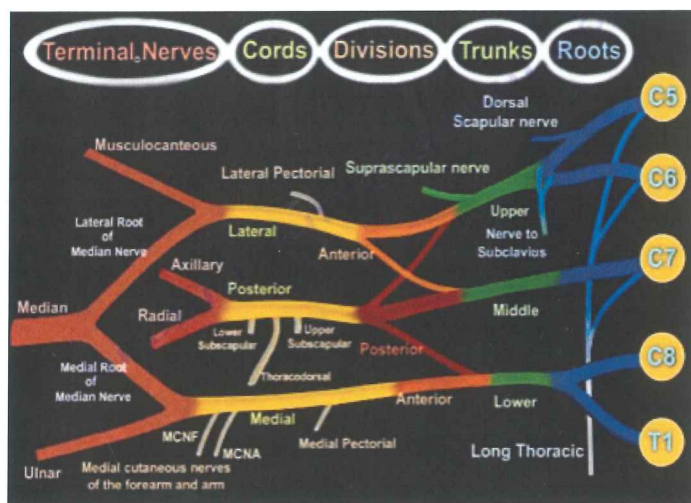 Terminal Nerves Cords Divisions Trunks Roots
C5
Dorsal
Scapular nerve
Musculocanteous
Lateral Pectorial
Suprascapular nerve
C6
Lateral Root
of
Median Nerve
Lateral
Upper
Nerve to
Subclavius
Anterior
Axillary
Posterior
C7
Median
Radial
Lower
Subscapular
Upper
Subscapular
Middle
Posterior
Medial Root
of
Median Nerve
Thoracodorsal
C8
Medial
Anterior
Lower
MCNF
MCNA
Medial Pectorial
Long Thoracic
T1
Ulnar
Medial cutaneous nerves
of the forearm and arm